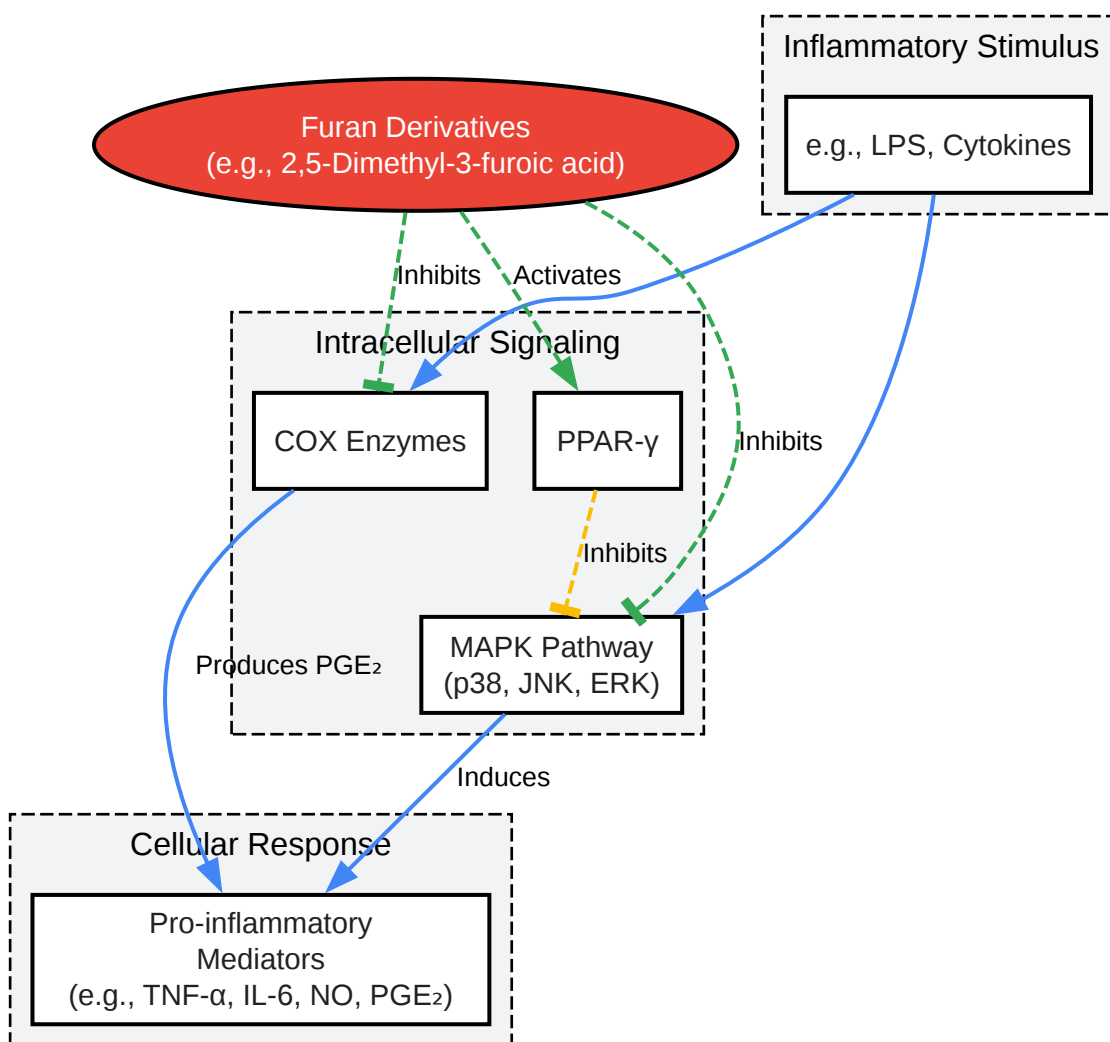 Inflammatory Stimulus
e.g., LPS, Cytokines
Furan Derivatives
(e.g., 2,5-Dimethyl-3-furoic acid)
Inhibits
Activates
Intracellular Signaling
COX Enzymes
PPAR-γ
Inhibits
Inhibits
MAPK Pathway
(p38, JNK, ERK)
Produces PGE₂
Induces
Cellular Response
Pro-inflammatory
Mediators
(e.g., TNF-α, IL-6, NO, PGE₂)